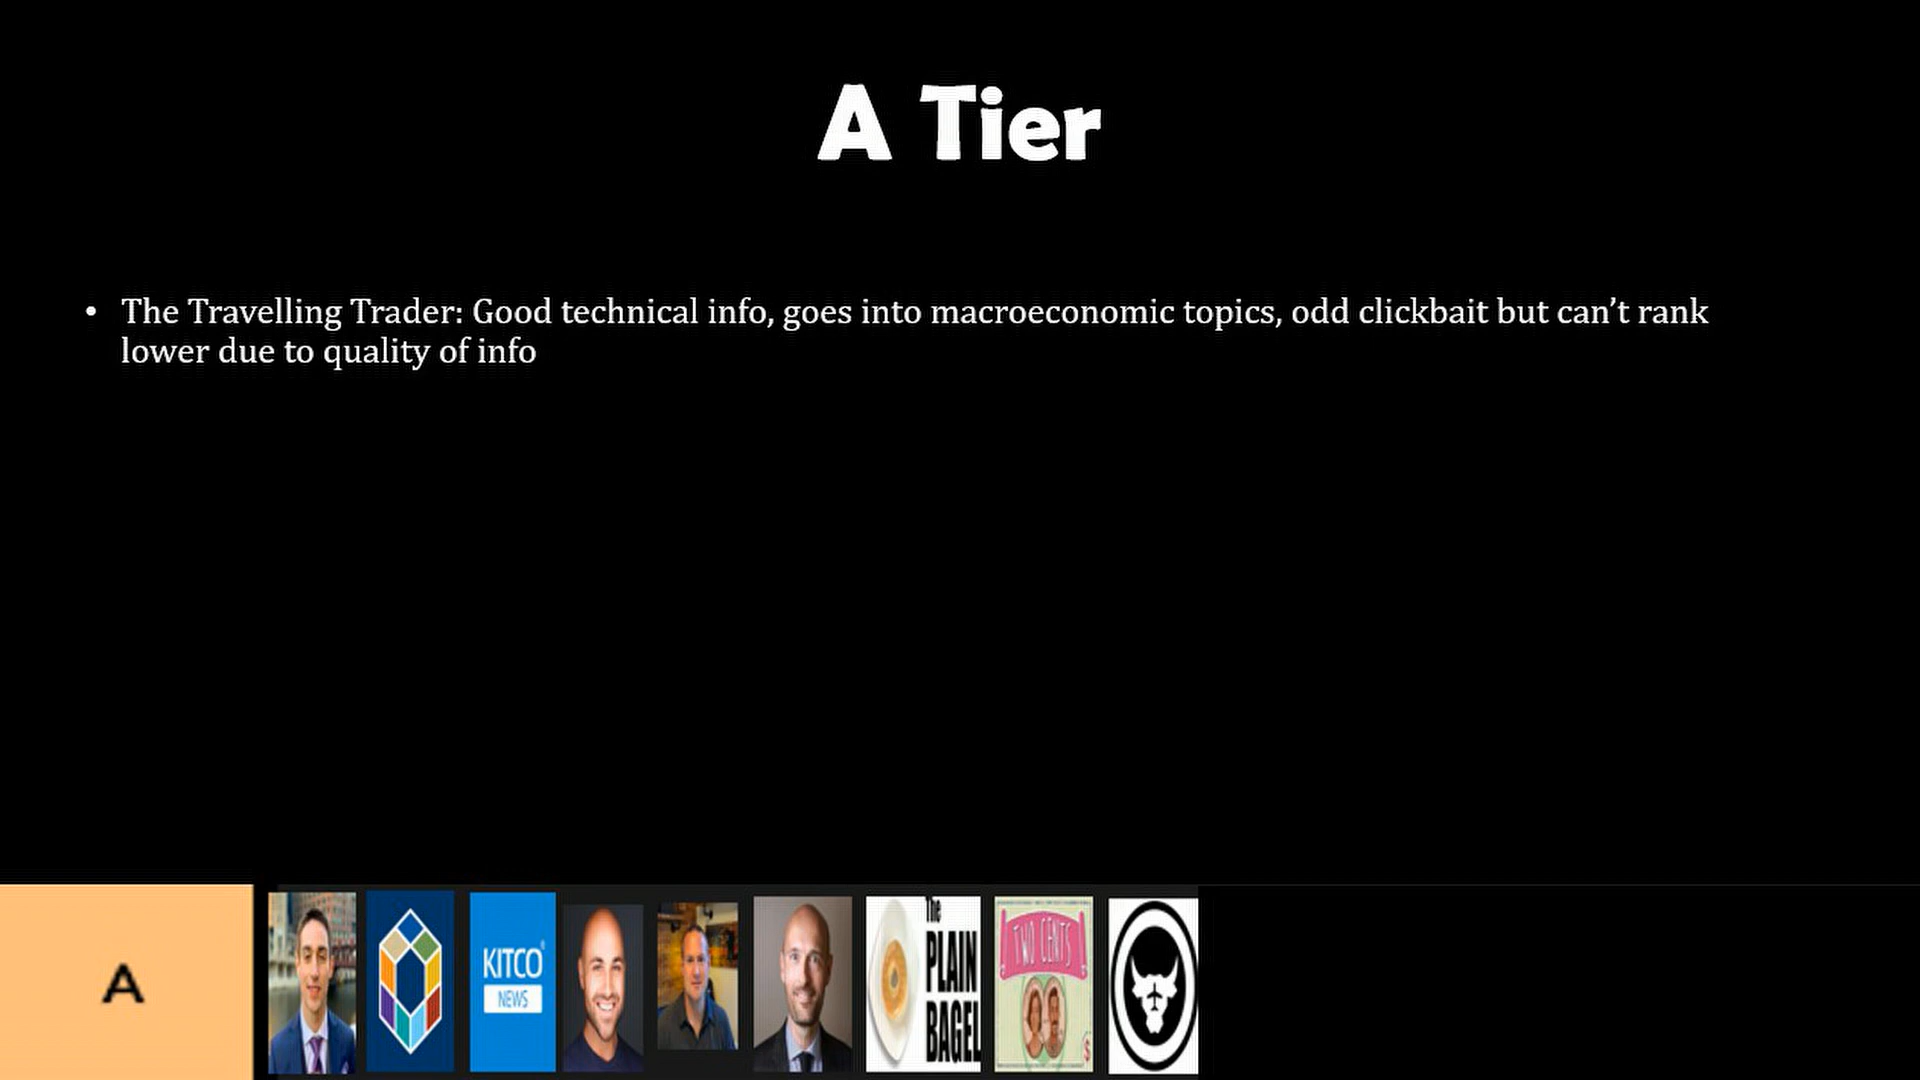 A Tier
• The Travelling Trader: Good technical info, goes into macroeconomic topics, odd clickbait but can’t rank
lower due to quality of info
A
KITCO
NEWS
The
PLAIN
BAGEL
TWO CENTS
$